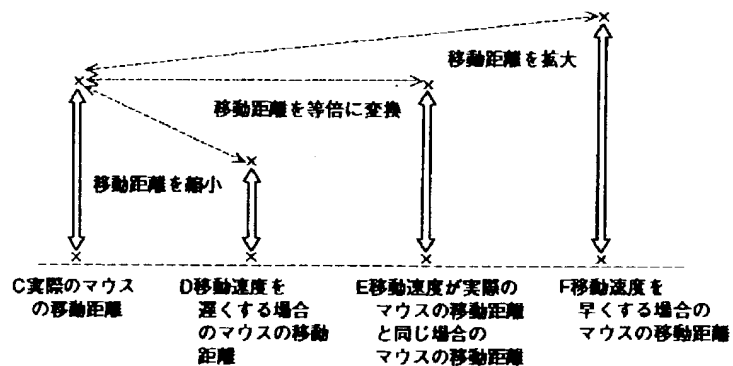 移動距離を拡大
移動距離を等倍に変換
移動距離を縮小
C実際のマウス
の移動距離
D移動速度を
遅くする場合
のマウスの移動
距離
E移動速度が実際の
マウスの移動距離
と同じ場合の
マウスの移動距離
F移動速度を
早くする場合の
マウスの移動距離